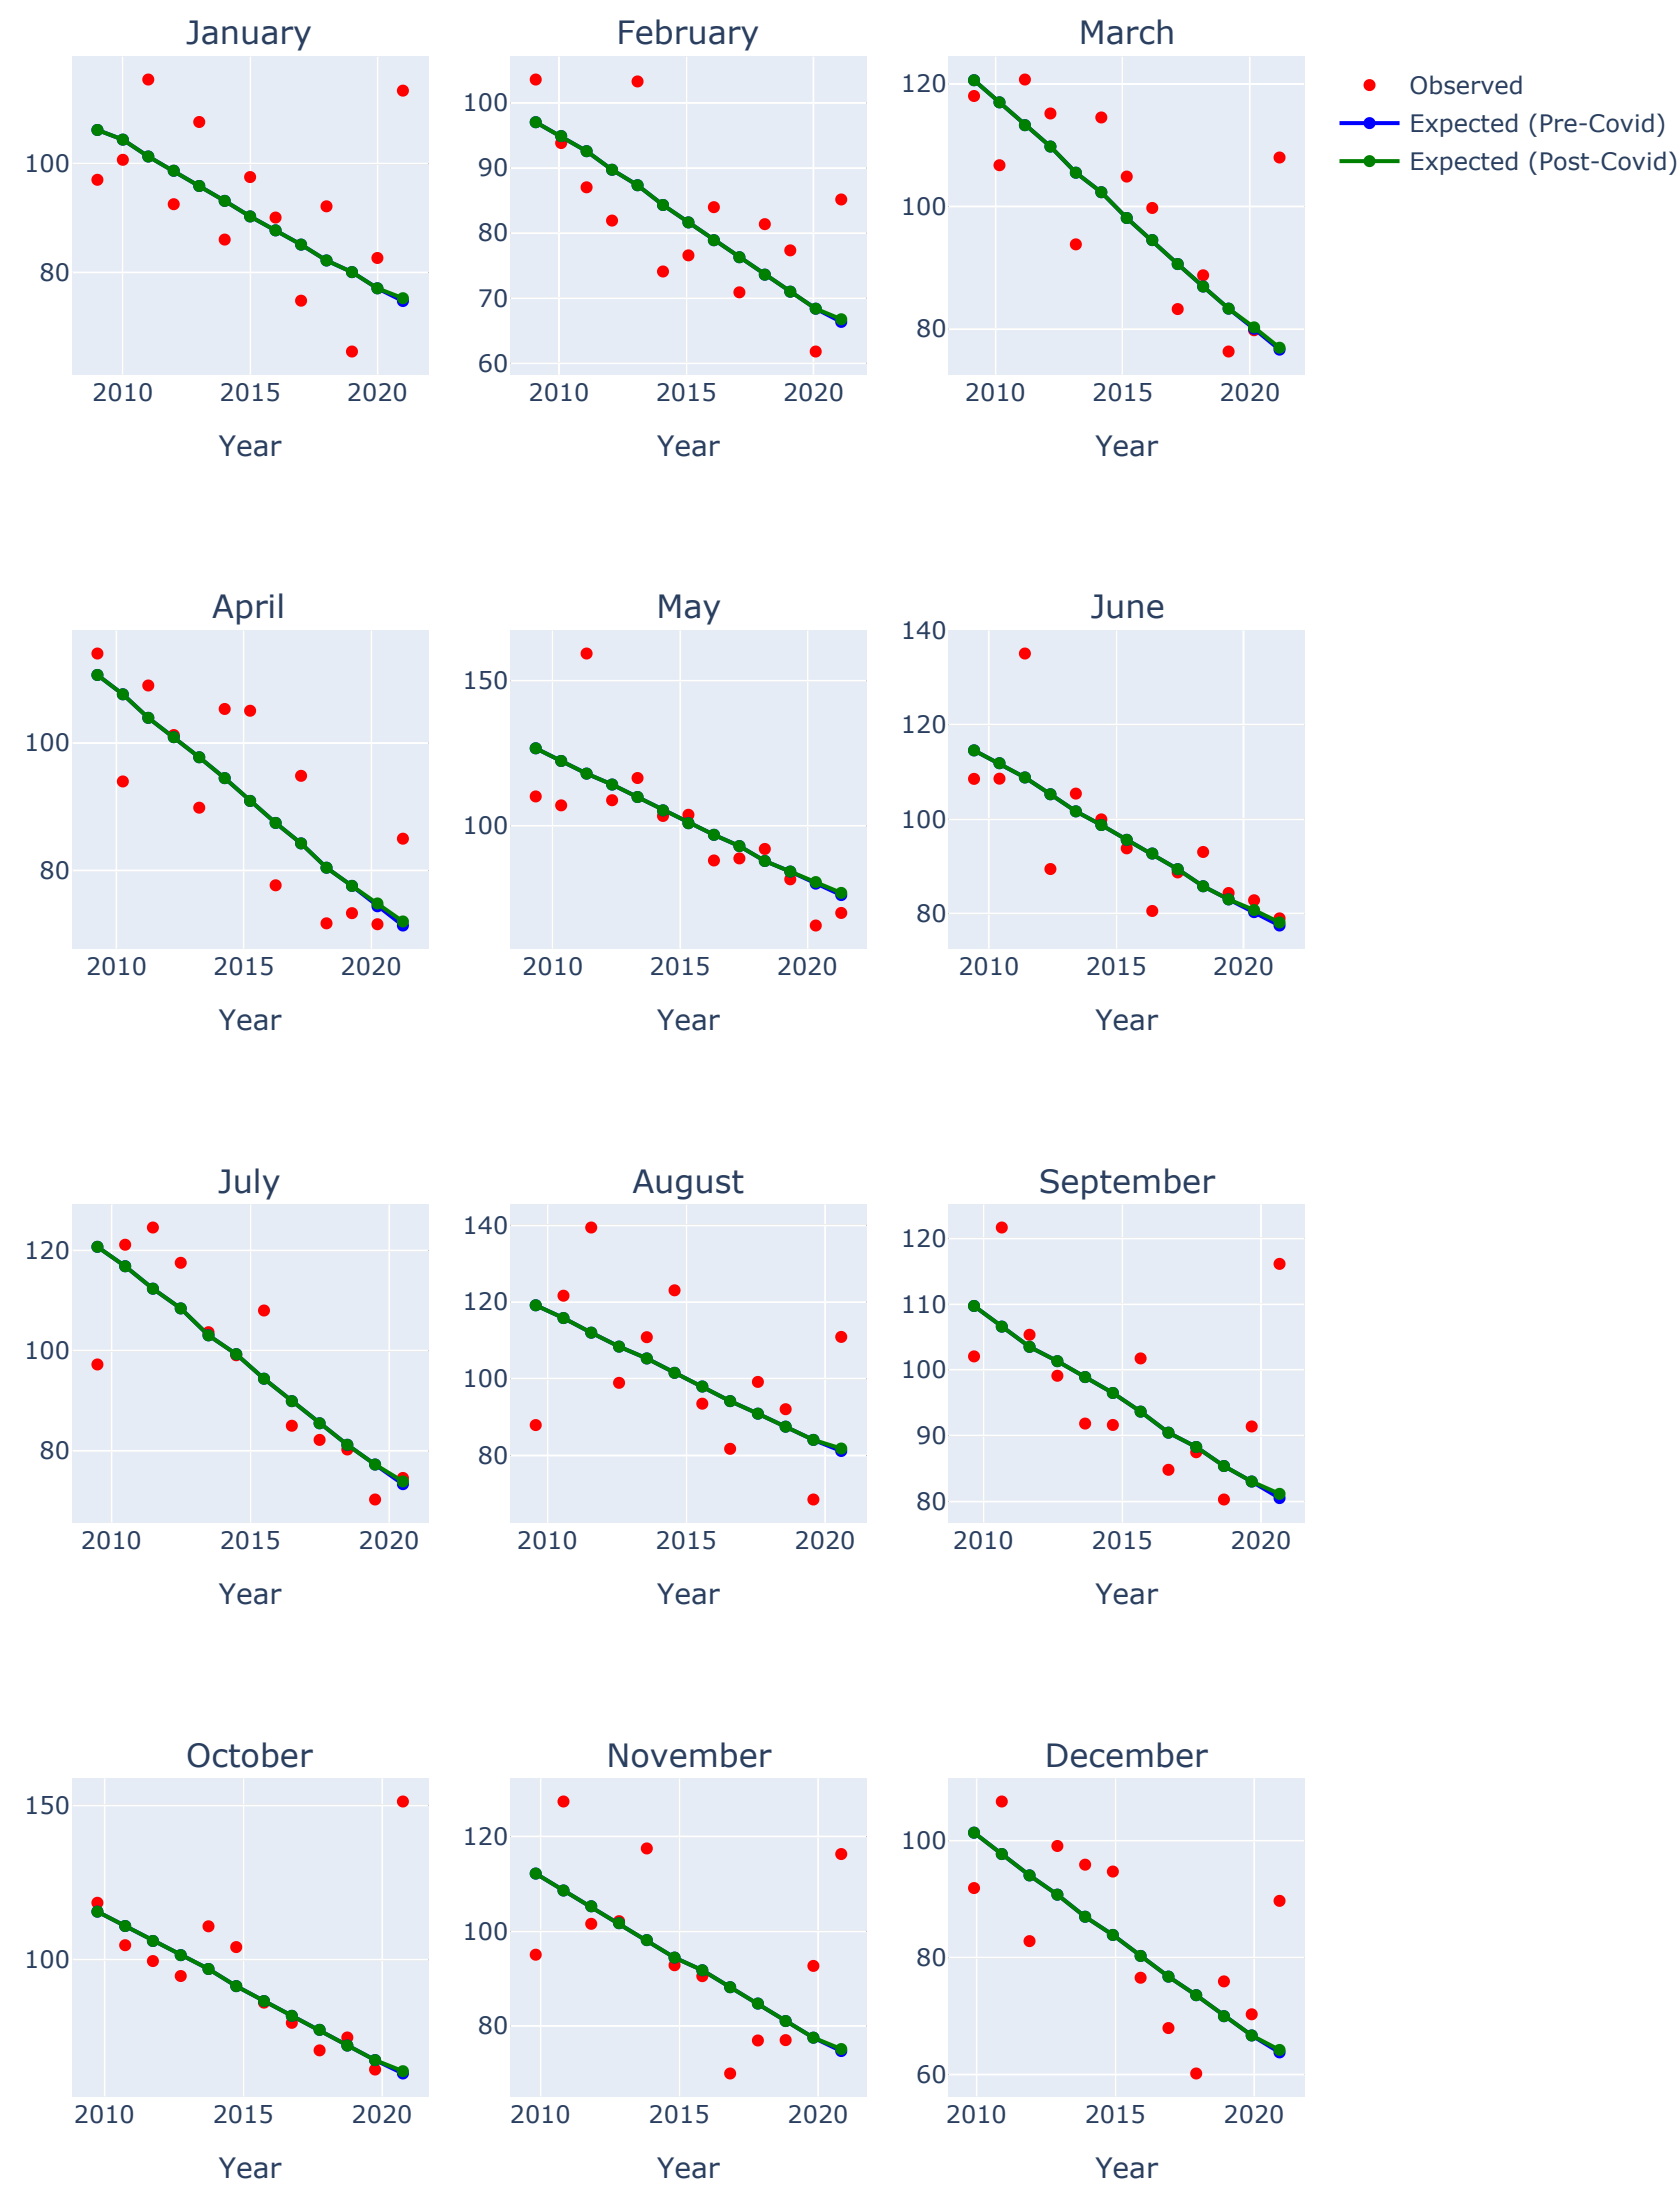 January
February
March
Observed
Expected (Pre-Covid)
Expected (Post-Covid)
100
80
2010
2015
2020
Year
100
90
80
70
60
2010
2015
2020
Year
120
100
80
2010
2015
2020
Year
April
May
June
100
80
2010
2015
2020
Year
150
100
2010
2015
2020
Year
140
120
100
80
2010
2015
2020
Year
July
August
September
120
100
80
2010
2015
2020
Year
140
120
100
80
2010
2015
2020
Year
120
110
100
90
80
2010
2015
2020
Year
October
November
December
150
100
2010
2015
2020
Year
120
100
80
2010
2015
2020
Year
100
80
60
2010
2015
2020
Year